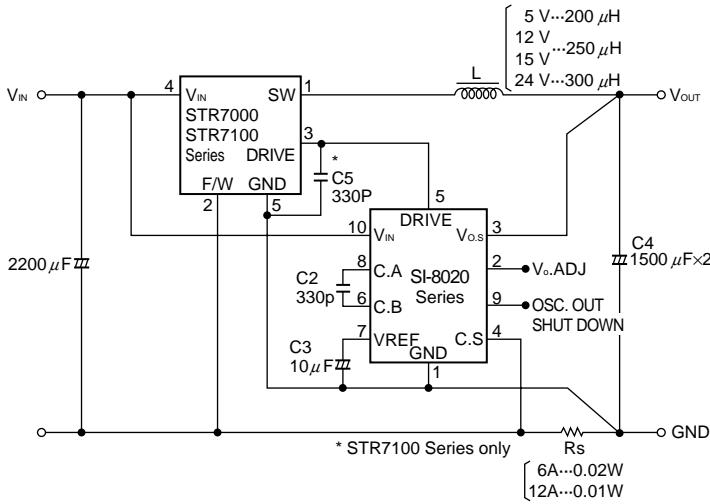 5 V···200 μH
12 V
···250 μH
15 V
24 V···300 μH
L
VIN
4
VIN
SW
1
VOUT
STR7000
STR7100
Series
DRIVE
3
F/W
GND
2
5
*
C5
330P
5
DRIVE
10
VIN
VO.S
3
2200 μF
C2
330p
8
C.A
6
C.B
SI-8020
Series
2
Vo.ADJ
9
OSC. OUT
SHUT DOWN
C4
1500 μF×2
C3
10 μF
7
VREF
GND
1
C.S
4
GND
* STR7100 Series only
Rs
6A···0.02W
12A···0.01W